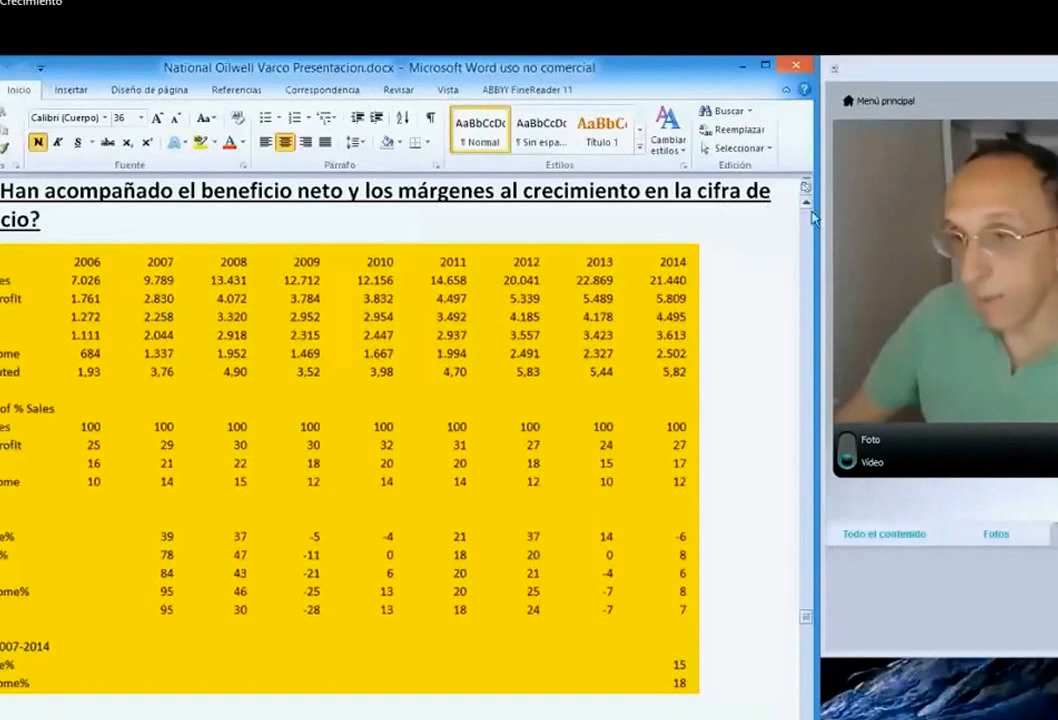 Crecimiento
National Oilwell Varco Presentacion.docx - Microsoft Word uso no comercial
Inicio Insertar Diseño de página Referencias Correspondencia Revisar Vista ABBYY FineReader 11
Calibri (Cuerpo) 36
N K S abc x₂ x²
AaBbCcDc AaBbCcDc AaBbC
¶ Normal ¶ Sin espa... Título 1
Cambiar estilos
Buscar
Reemplazar
Seleccionar
Fuente Párrafo Estilos Edición
Han acompañado el beneficio neto y los márgenes al crecimiento en la cifra de
cio?
2006 2007 2008 2009 2010 2011 2012 2013 2014
es 7.026 9.789 13.431 12.712 12.156 14.658 20.041 22.869 21.440
rofit 1.761 2.830 4.072 3.784 3.832 4.497 5.339 5.489 5.809
1.272 2.258 3.320 2.952 2.954 3.492 4.185 4.178 4.495
1.111 2.044 2.918 2.315 2.447 2.937 3.557 3.423 3.613
ome 684 1.337 1.952 1.469 1.667 1.994 2.491 2.327 2.502
uted 1,93 3,76 4,90 3,52 3,98 4,70 5,83 5,44 5,82
of % Sales
es 100 100 100 100 100 100 100 100 100
rofit 25 29 30 30 32 31 27 24 27
16 21 22 18 20 20 18 15 17
ome 10 14 15 12 14 14 12 10 12
e% 39 37 -5 -4 21 37 14 -6
% 78 47 -11 0 18 20 0 8
84 43 -21 6 20 21 -4 6
ome% 95 46 -25 13 20 25 -7 8
95 30 -28 13 18 24 -7 7
007-2014
e% 15
ome% 18
Menú principal
Foto
Vídeo
Todo el contenido Fotos